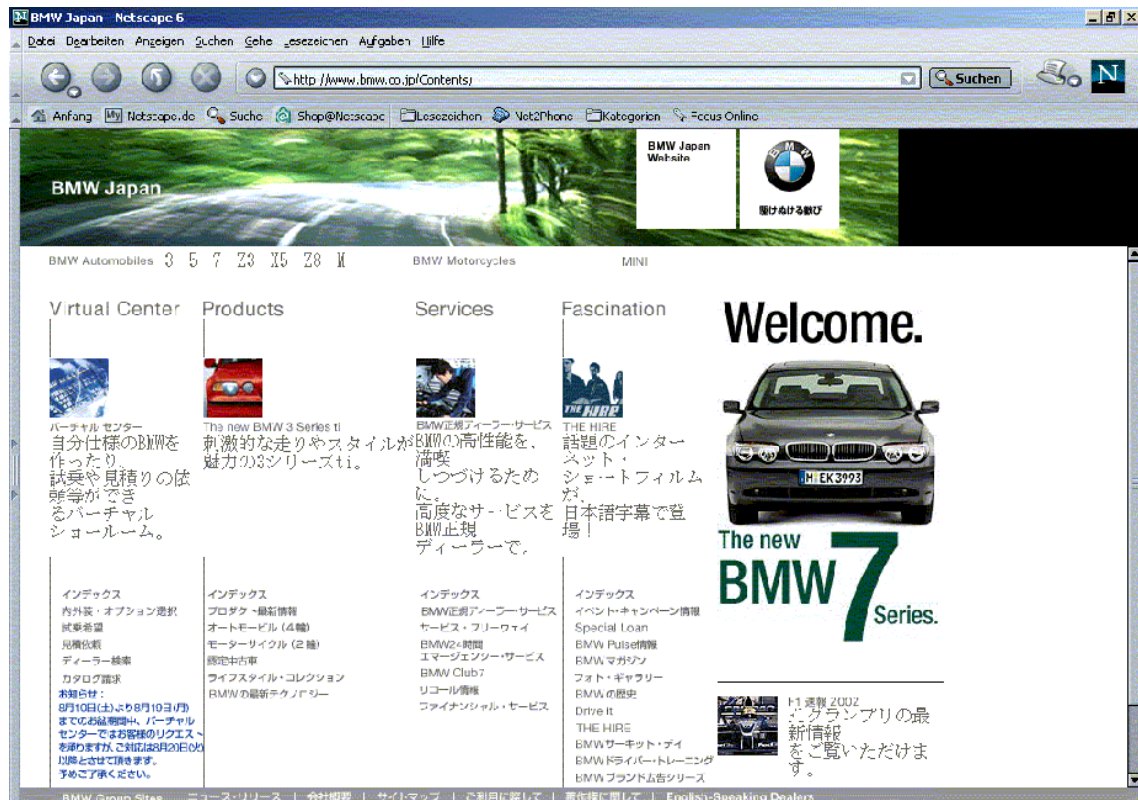 BMW Japan - Netscape 6
Datei Bearbeiten Anzeigen Suchen Gehe Lesezeichen Aufgaben Hilfe
http://www.bmw.co.jp/Contents/
Suchen
N
Anfang My Netscape.de Suche Shop@Netscape Lesezeichen Net2Phone Kategorien Focus Online
BMW Japan
BMW Japan
Website
BMW
駆けぬける歓び
BMW Automobiles 3 5 7 Z3 X5 Z8 M BMW Motorcycles MINI
Virtual Center
バーチャル センター
自分仕様のBMWを
作ったり、
試乗や見積りの依
頼等ができ
るバーチャル
ショールーム。
インデックス
内外装・オプション選択
試乗希望
見積依頼
ディーラー検索
カタログ請求
お知らせ：
8月10日(土)より8月19日(月)
までのお盆期間中、バーチャル
センターではお客様のリクエスト
を承りますが、ご対応は8月20日(火)
以降とさせて頂きます。
予めご了承ください。
Products
The new BMW 3 Series ti
刺激的な走りやスタイルが
魅力の3シリーズti。
インデックス
プロダクト最新情報
オートモービル (4輪)
モーターサイクル (2輪)
認定中古車
ライフスタイル・コレクション
BMWの最新テクノロジー
Services
BMW正規ディーラー・サービス
BMWの高性能を、
満喫
しつづけるため
に。
高度なサービスを
BMW正規
ディーラーで。
インデックス
BMW正規ディーラー・サービス
サービス・フリーウェイ
BMW24時間
エマージェンシー・サービス
BMW Club7
リコール情報
ファイナンシャル・サービス
Fascination
THE HIRE
THE HIRE
話題のインター
ネット・
ショートフィルム
が、
日本語字幕で登
場！
インデックス
イベント・キャンペーン情報
Special Loan
BMW Pulse情報
BMWマガジン
フォト・ギャラリー
BMWの歴史
Drive it
THE HIRE
BMWサーキット・デイ
BMWドライバー・トレーニング
BMWブランド広告シリーズ
Welcome.
M EK 3993
The new
BMW 7
Series.
F1 速報 2002
グランプリの最
新情報
をご覧いただけま
す。
BMW Group Sites ニュース・リリース | 会社概要 | サイトマップ | ご利用に際して | 著作権に関して | English-Speaking Dealers